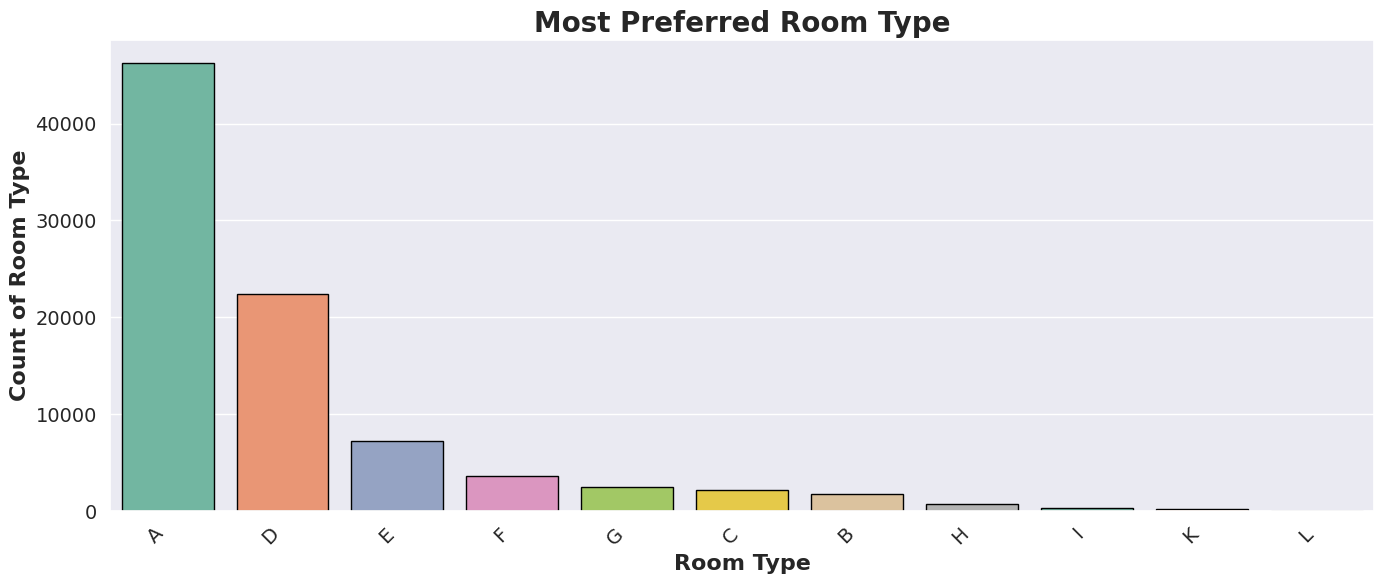 Most Preferred Room Type
Count of Room Type
40000
30000
20000
10000
0
A
D
E
F
G
C
B
H
I
K
L
Room Type